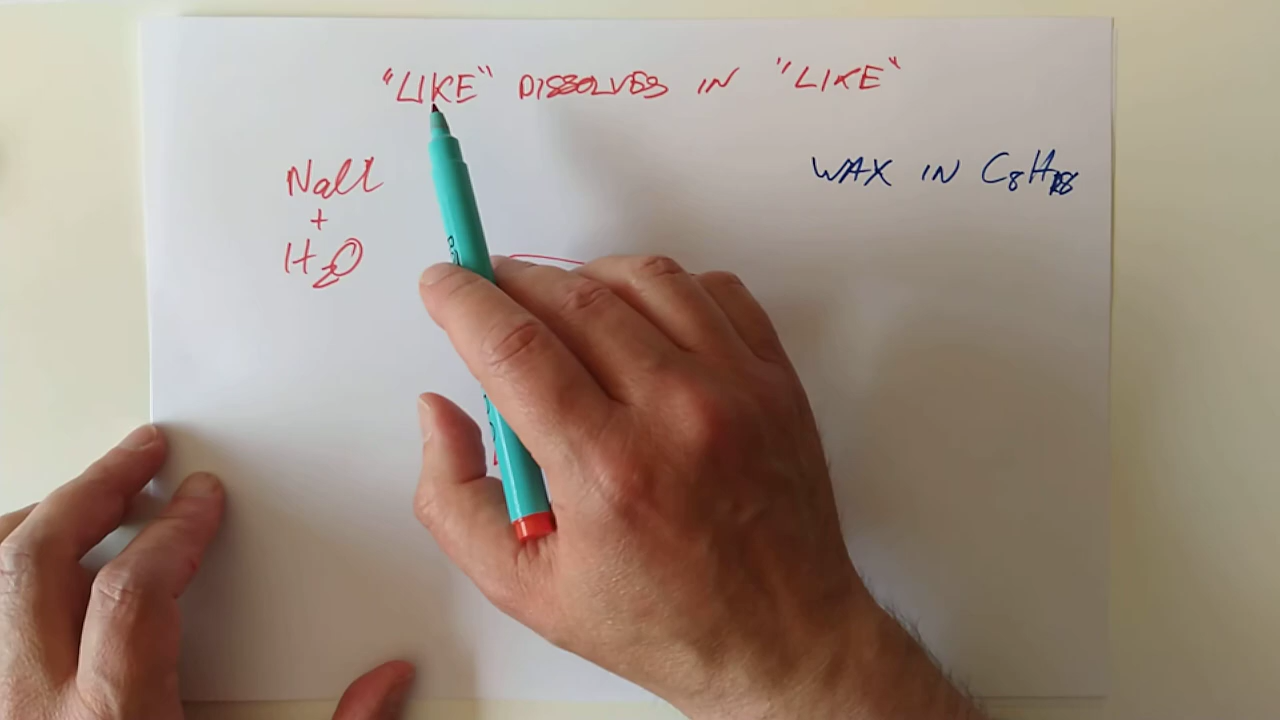 "LIKE" DISSOLVES IN "LIKE"
NaCl
+
H₂O
WAX IN C₈H₁₈